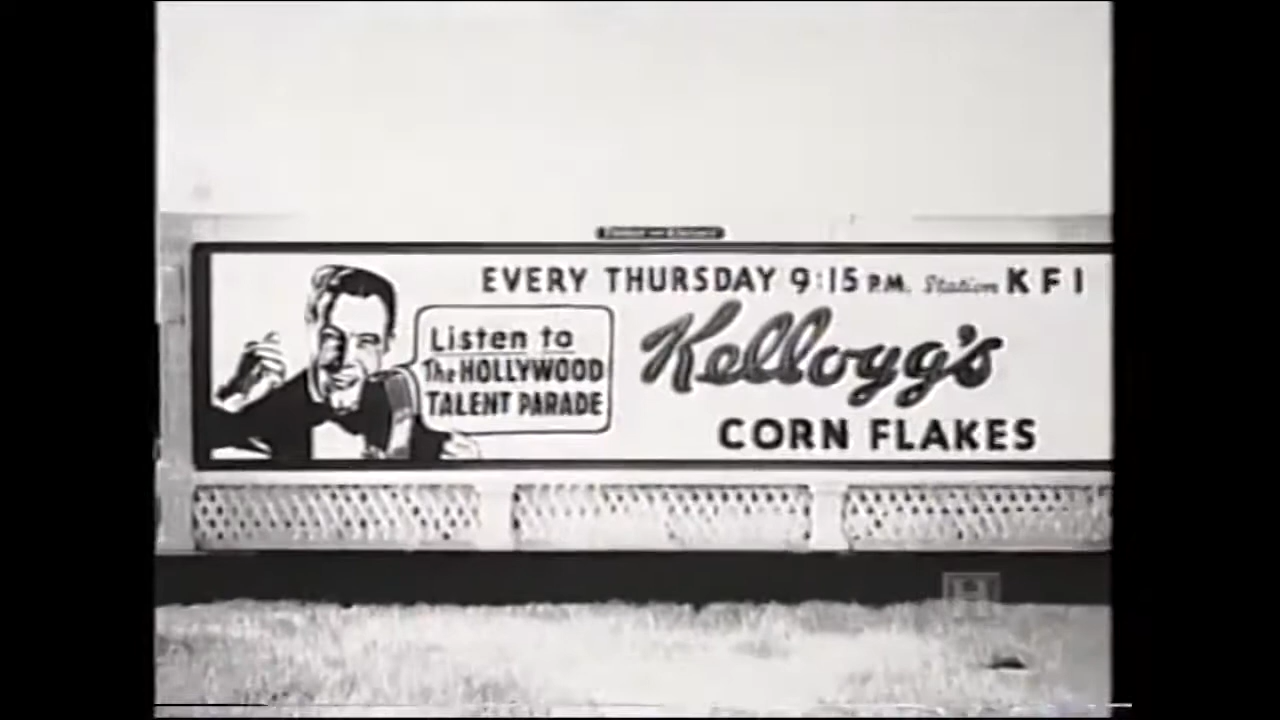 EVERY THURSDAY 9:15 P.M. Station KFI
Listen to
The HOLLYWOOD
TALENT PARADE
Kellogg's
CORN FLAKES
H